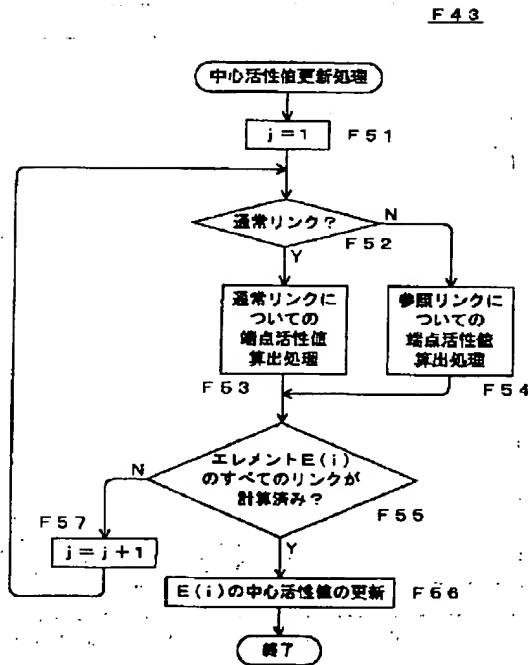 F43
中心活性値更新処理
j=1
F51
通常リンク?
N
F52
Y
通常リンクに
ついての
端点活性値
算出処理
F53
参照リンクに
ついての
端点活性値
算出処理
F54
エレメントE(i)
のすべてのリンクが
計算済み?
N
F55
Y
F57
j=j+1
E(i)の中心活性値の更新
F56
終了